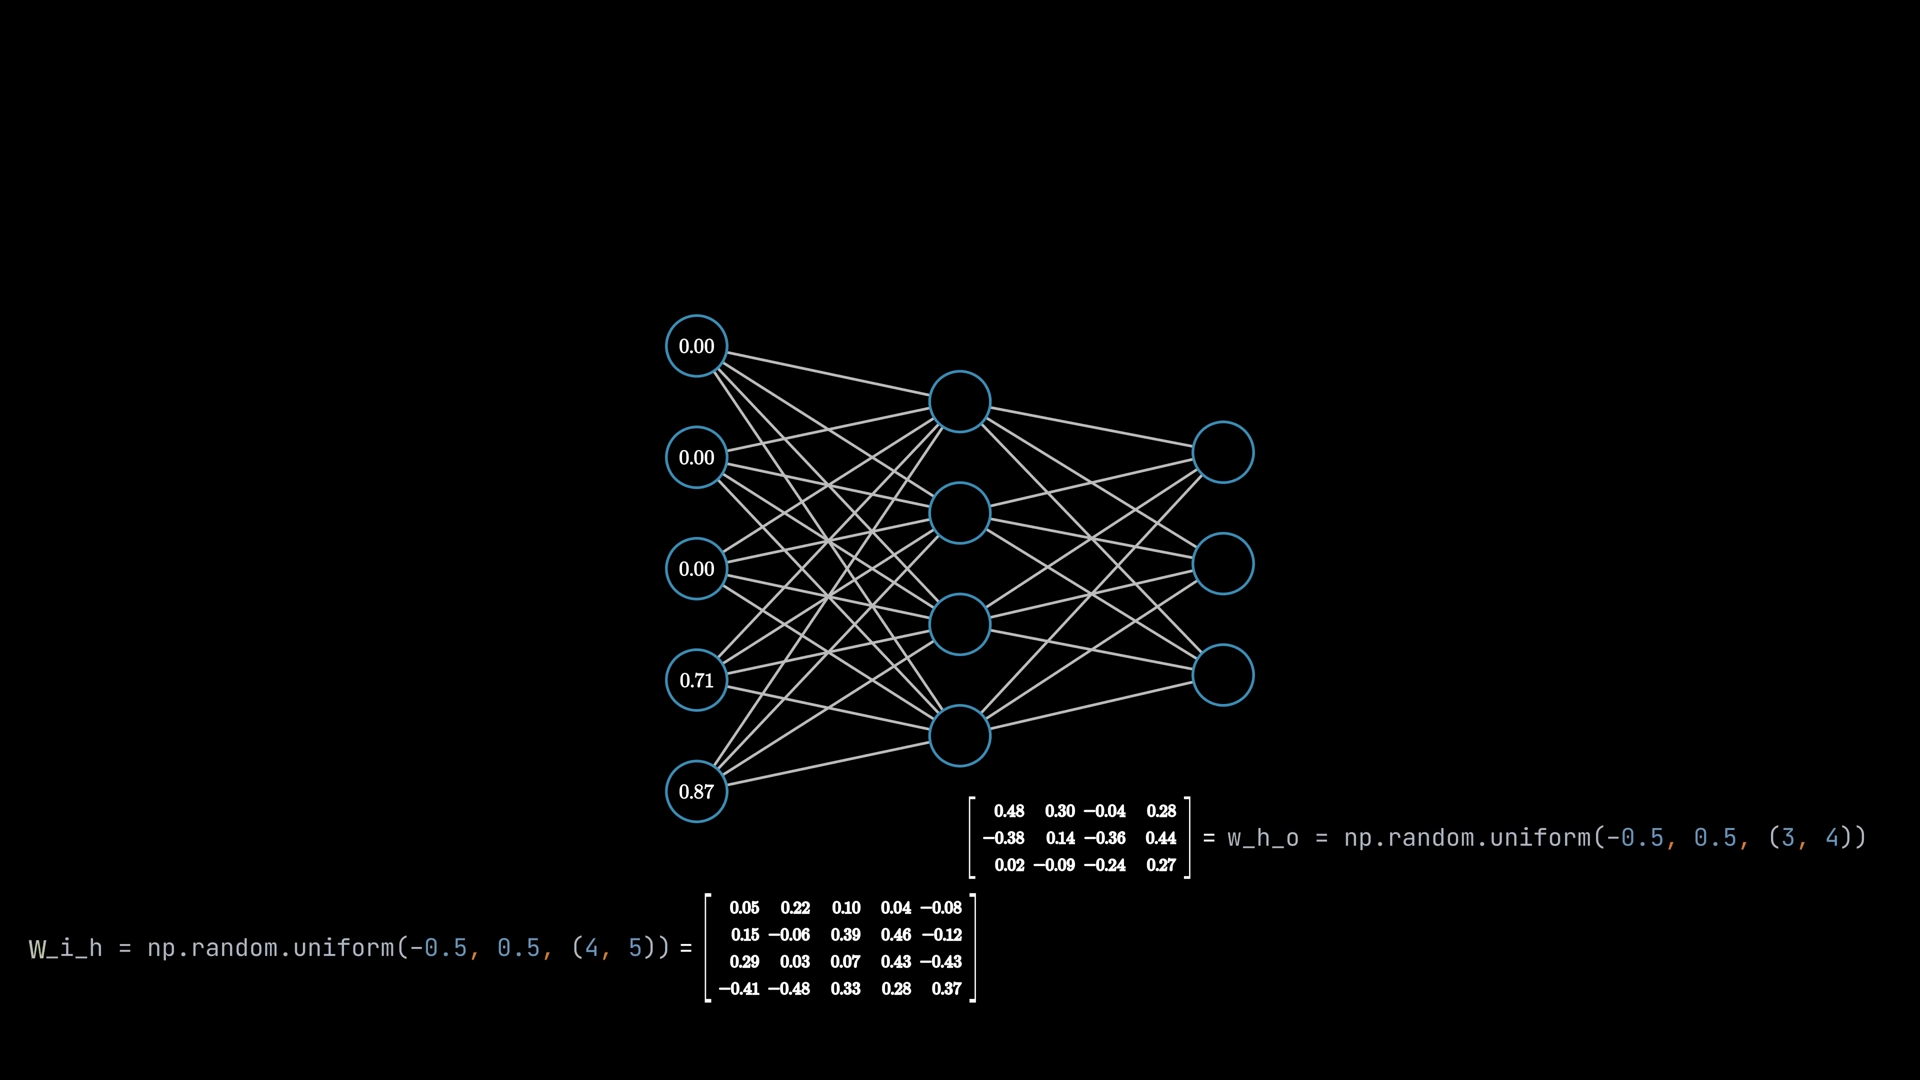 0.00
0.00
0.00
0.71
0.87
0.48 0.30 −0.04 0.28
−0.38 0.14 −0.36 0.44 = w_h_o = np.random.uniform(-0.5, 0.5, (3, 4))
0.02 −0.09 −0.24 0.27
0.05 0.22 0.10 0.04 −0.08
0.15 −0.06 0.39 0.46 −0.12
W_i_h = np.random.uniform(-0.5, 0.5, (4, 5)) =
0.29 0.03 0.07 0.43 −0.43
−0.41 −0.48 0.33 0.28 0.37